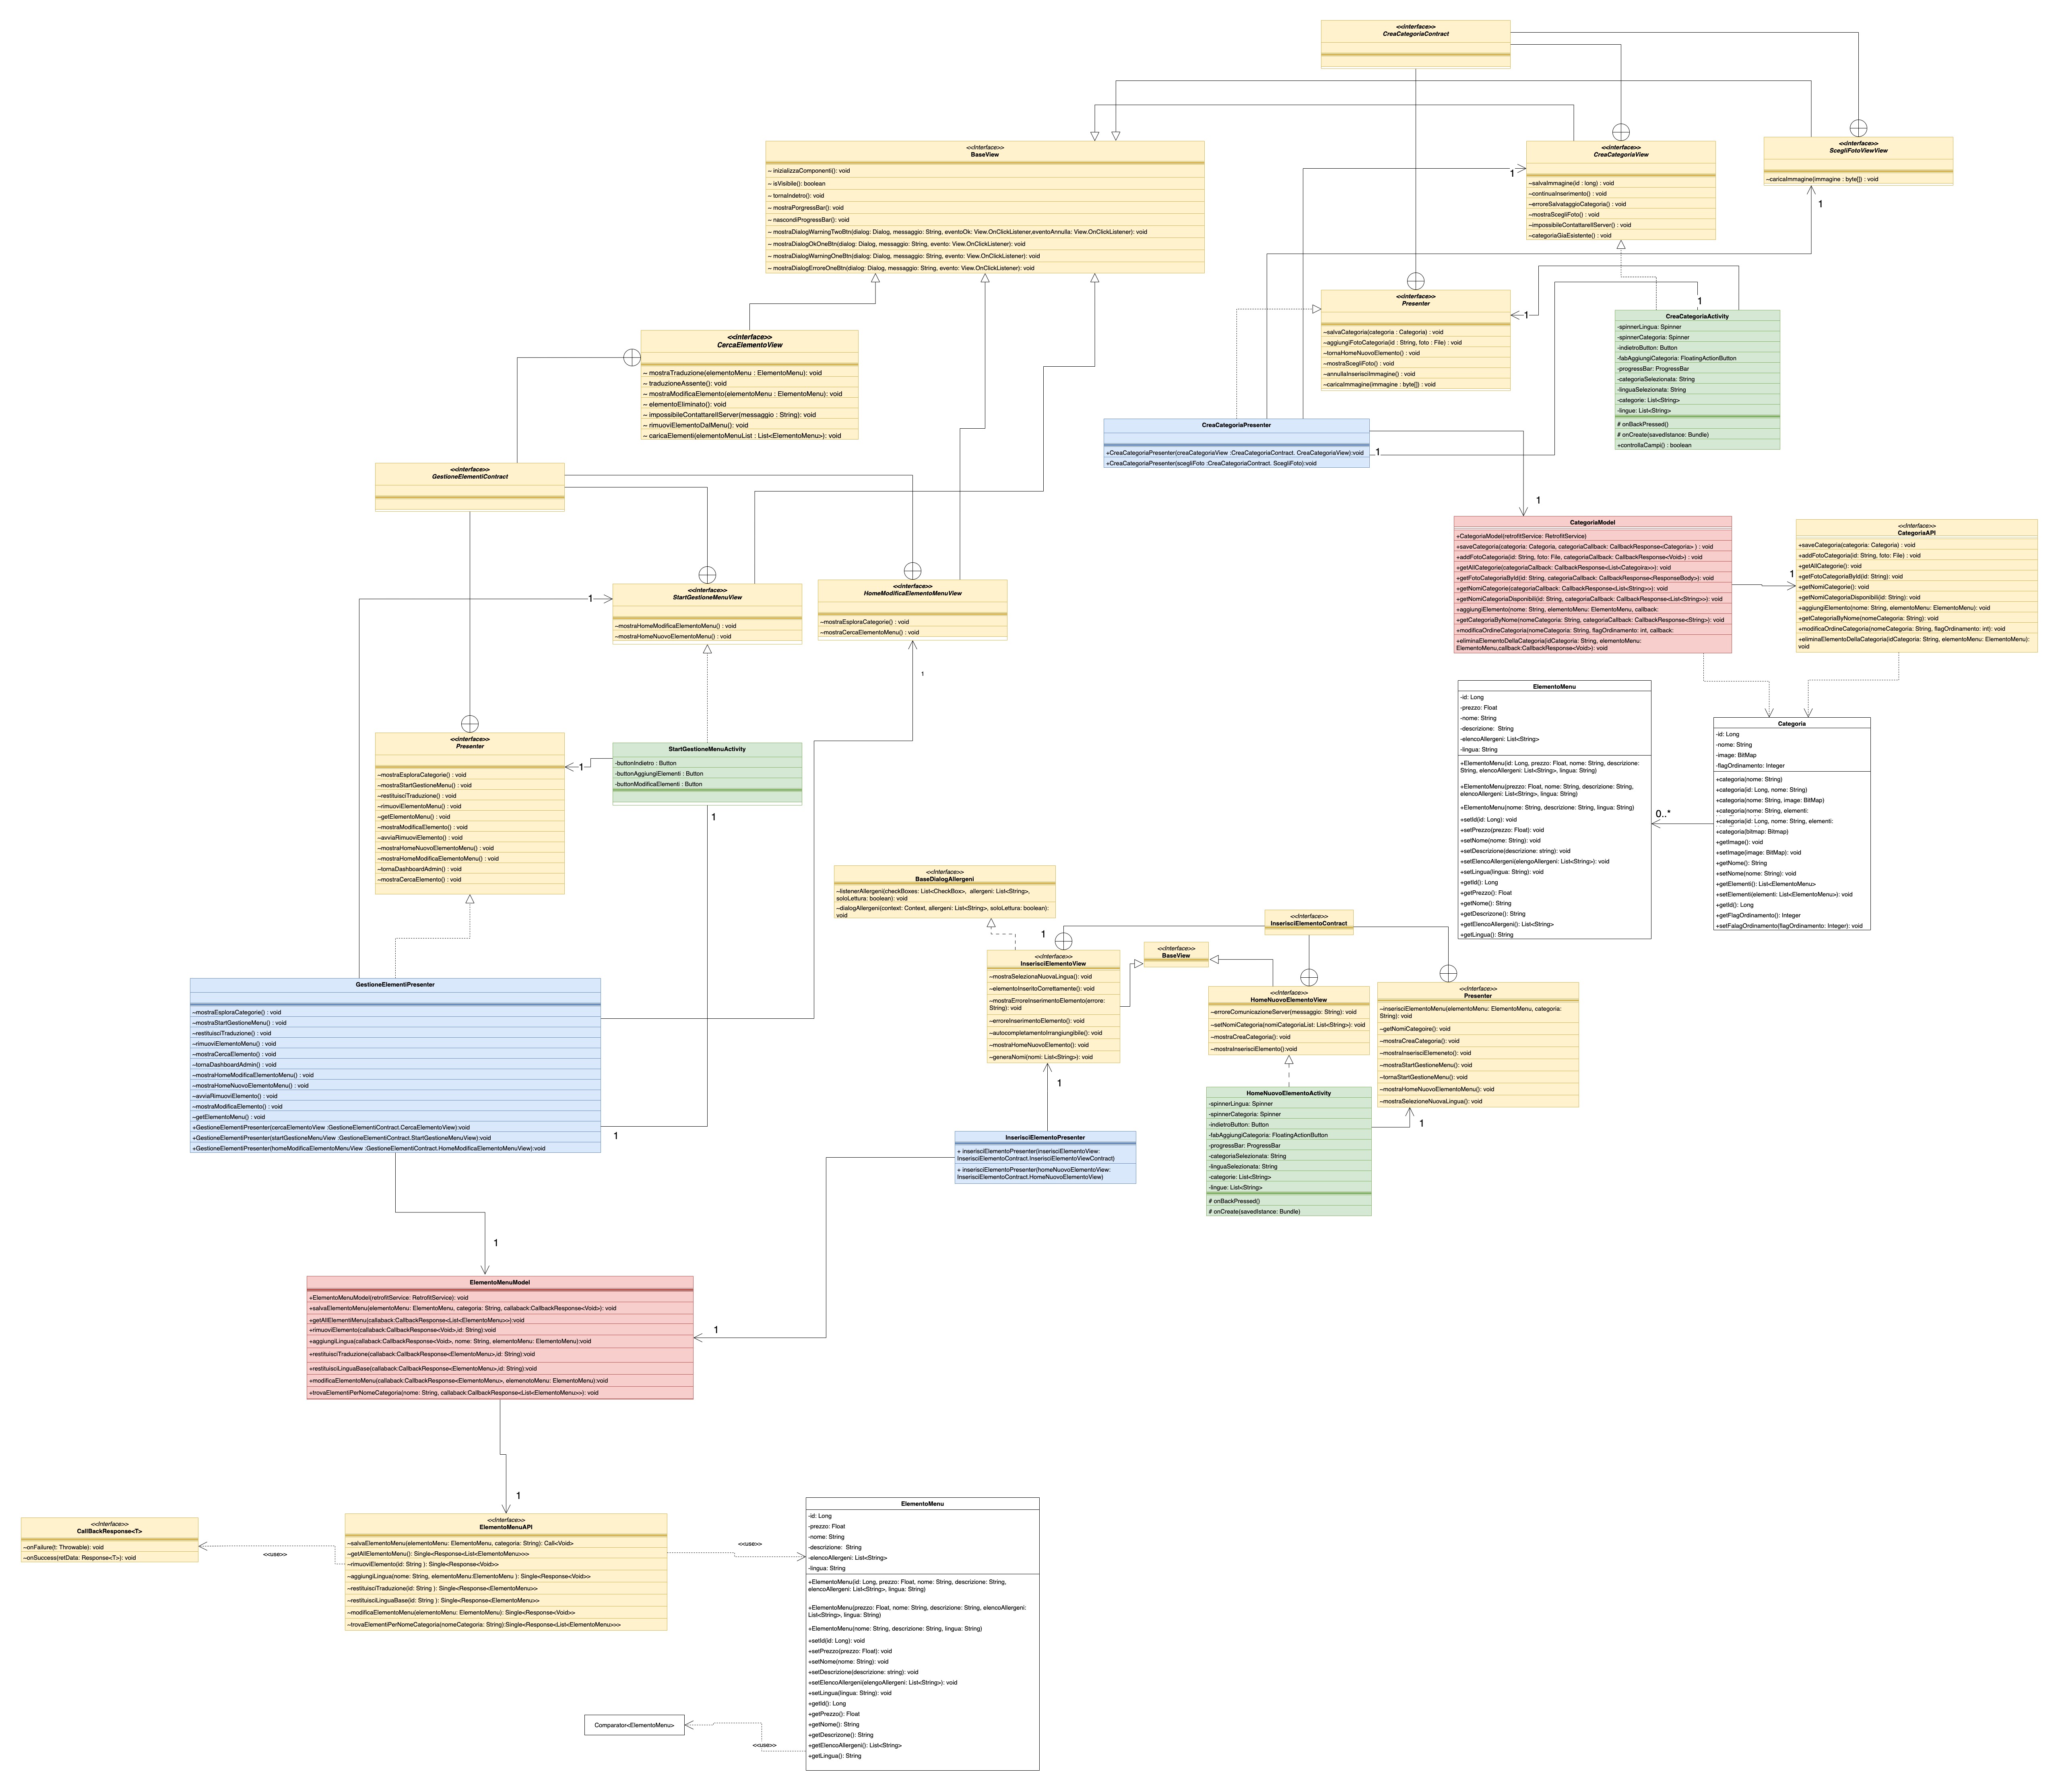 <<interface>>
CreaCategoriaContract
<<Interface>>
BaseView
~ inizializzaComponenti(): void
~ isVisibile(): boolean
~ tornaIndetro(): void
~ mostraPorgressBar(): void
~ nascondiProgressBar(): void
~ mostraDialogWarningTwoBtn(dialog: Dialog, messaggio: String, eventoOk: View.OnClickListener,eventoAnnulla: View.OnClickListener): void
~ mostraDialogOkOneBtn(dialog: Dialog, messaggio: String, evento: View.OnClickListener): void
~ mostraDialogWarningOneBtn(dialog: Dialog, messaggio: String, evento: View.OnClickListener): void
~ mostraDialogErroreOneBtn(dialog: Dialog, messaggio: String, evento: View.OnClickListener): void
<<interface>>
CreaCategoriaView
~salvaImmagine(id : long) : void
~continuaInserimento() : void
~erroreSalvataggioCategoria() : void
~mostraScegliFoto() : void
~impossibileContattareIlServer() : void
~categoriaGiaEsistente() : void
1
<<interface>>
ScegliFotoViewView
~caricaImmagine(immagine : byte[]) : void
1
<<interface>>
Presenter
~salvaCategoria(categoria : Categoria) : void
~aggiungiFotoCategoria(id : String, foto : File) : void
~tornaHomeNuovoElemento() : void
~mostraScegliFoto() : void
~annullaInserisciImmagine() : void
~caricaImmagine(immagine : byte[]) : void
1
1
CreaCategoriaActivity
-spinnerLingua: Spinner
-spinnerCategoria: Spinner
-indietroButton: Button
-fabAggiungiCategoria: FloatingActionButton
-progressBar: ProgressBar
-categoriaSelezionata: String
-linguaSelezionata: String
-categorie: List<String>
-lingue: List<String>
# onBackPressed()
# onCreate(savedIstance: Bundle)
+controllaCampi() : boolean
<<interface>>
CercaElementoView
~ mostraTraduzione(elementoMenu : ElementoMenu): void
~ traduzioneAssente(): void
~ mostraModificaElemento(elementoMenu : ElementoMenu): void
~ elementoEliminato(): void
~ impossibileContattareIlServer(messaggio : String): void
~ rimuoviElementoDalMenu(): void
~ caricaElementi(elementoMenuList : List<ElementoMenu>): void
CreaCategoriaPresenter
+CreaCategoriaPresenter(creaCategoriaView :CreaCategoriaContract. CreaCategoriaView):void
+CreaCategoriaPresenter(scegliFoto :CreaCategoriaContract. ScegliFoto):void
1
1
<<interface>>
GestioneElementiContract
CategoriaModel
+CategoriaModel(retrofitService: RetrofitService)
+saveCategoria(categoria: Categoria, categoriaCallback: CallbackResponse<Categoria> ) : void
+addFotoCategoria(id: String, foto: File, categoriaCallback: CallbackResponse<Void>) : void
+getAllCategorie(categoriaCallback: CallbackResponse<List<Categoira>>): void
+getFotoCategoriaById(id: String, categoriaCallback: CallbackResponse<ResponseBody>): void
+getNomiCategorie(categoriaCallback: CallbackResponse<List<String>>): void
+getNomiCategoriaDisponibili(id: String, categoriaCallback: CallbackResponse<List<String>>): void
+aggiungiElemento(nome: String, elementoMenu: ElementoMenu, callback:
+getCategoriaByNome(nomeCategoria: String, categoriaCallback: CallbackResponse<String>): void
+modificaOrdineCategoria(nomeCategoria: String, flagOrdinamento: int, callback:
+eliminaElementoDellaCategoria(idCategoria: String, elementoMenu:
ElementoMenu,callback:CallbackResponse<Void>): void
1
<<Interface>>
CategoriaAPI
+saveCategoria(categoria: Categoria) : void
+addFotoCategoria(id: String, foto: File) : void
+getAllCategorie(): void
+getFotoCategoriaById(id: String): void
+getNomiCategorie(): void
+getNomiCategoriaDisponibili(id: String): void
+aggiungiElemento(nome: String, elementoMenu: ElementoMenu): void
+getCategoriaByNome(nomeCategoria: String): void
+modificaOrdineCategoria(nomeCategoria: String, flagOrdinamento: int): void
+eliminaElementoDellaCategoria(idCategoria: String, elementoMenu: ElementoMenu):
void
1
<<interface>>
StartGestioneMenuView
~mostraHomeModificaElementoMenu() : void
~mostraHomeNuovoElementoMenu() : void
<<interface>>
HomeModificaElementoMenuView
~mostraEsploraCategorie() : void
~mostraCercaElementoMenu() : void
1
ElementoMenu
-id: Long
-prezzo: Float
-nome: String
-descrizione:  String
-elencoAllergeni: List<String>
-lingua: String
+ElementoMenu(id: Long, prezzo: Float, nome: String, descrizione:
String, elencoAllergeni: List<String>, lingua: String)
+ElementoMenu(prezzo: Float, nome: String, descrizione: String,
elencoAllergeni: List<String>, lingua: String)
+ElementoMenu(nome: String, descrizione: String, lingua: String)
+setId(id: Long): void
+setPrezzo(prezzo: Float): void
+setNome(nome: String): void
+setDescrizione(descrizione: string): void
+setElencoAllergeni(elengoAllergeni: List<String>): void
+setLingua(lingua: String): void
+getId(): Long
+getPrezzo(): Float
+getNome(): String
+getDescrizone(): String
+getElencoAllergeni(): List<String>
+getLingua(): String
0..*
Categoria
-id: Long
-nome: String
-image: BitMap
-flagOrdinamento: Integer
+categoria(nome: String)
+categoria(id: Long, nome: String)
+categoria(nome: String, image: BitMap)
+categoria(nome: String, elementi:
+categoria(id: Long, nome: String, elementi:
+categoria(bitmap: Bitmap)
+getImage(): void
+setImage(image: BitMap): void
+getNome(): String
+setNome(nome: String): void
+getElementi(): List<ElementoMenu>
+setElementi(elementi: List<ElementoMenu>): void
+getId(): Long
+getFlagOrdinamento(): Integer
+setFalagOrdinamento(flagOrdinamento: Integer): void
<<interface>>
Presenter
~mostraEsploraCategorie() : void
~mostraStartGestioneMenu() : void
~restituisciTraduzione() : void
~rimuoviElementoMenu() : void
~getElementoMenu() : void
~mostraModificaElemento() : void
~avviaRimuoviElemento() : void
~mostraHomeNuovoElementoMenu() : void
~mostraHomeModificaElementoMenu() : void
~tornaDashboardAdmin() : void
~mostraCercaElemento() : void
1
StartGestioneMenuActivity
-buttonIndietro : Button
-buttonAggiungiElementi : Button
-buttonModificaElementi : Button
1
<<Interface>>
BaseDialogAllergeni
~listenerAllergeni(checkBoxes: List<CheckBox>,  allergeni: List<String>,
soloLettura: boolean): void
~dialogAllergeni(context: Context, allergeni: List<String>, soloLettura: boolean):
void
1
<<Interface>>
InserisciElementoContract
<<Interface>>
BaseView
<<Interface>>
InserisciElementoView
~mostraSelezionaNuovaLingua(): void
~elementoInseritoCorrettamente(): void
~mostraErroreInserimentoElemento(errore:
String): void
~erroreInserimentoElemento(): void
~autocompletamentoIrrangiungibile(): void
~mostraHomeNuovoElemento(): void
~generaNomi(nomi: List<String>): void
1
<<Interface>>
HomeNuovoElementoView
~erroreComunicazioneServer(messaggio: String): void
~setNomiCategoria(nomiCategoriaList: List<String>): void
~mostraCreaCategoria(): void
~mostraInserisciElemento():void
<<Interface>>
Presenter
~inserisciElementoMenu(elementoMenu: ElementoMenu, categoria:
String): void
~getNomiCategoire(): void
~mostraCreaCategoria(): void
~mostraInserisciElemeneto(): void
~mostraStartGestioneMenu(): void
~tornaStartGestioneMenu(): void
~mostraHomeNuovoElementoMenu(): void
~mostraSelezioneNuovaLingua(): void
1
HomeNuovoElementoActivity
-spinnerLingua: Spinner
-spinnerCategoria: Spinner
-indietroButton: Button
-fabAggiungiCategoria: FloatingActionButton
-progressBar: ProgressBar
-categoriaSelezionata: String
-linguaSelezionata: String
-categorie: List<String>
-lingue: List<String>
# onBackPressed()
# onCreate(savedIstance: Bundle)
GestioneElementiPresenter
~mostraEsploraCategorie() : void
~mostraStartGestioneMenu() : void
~restituisciTraduzione() : void
~rimuoviElementoMenu() : void
~mostraCercaElemento() : void
~tornaDashboardAdmin() : void
~mostraHomeModificaElementoMenu() : void
~mostraHomeNuovoElementoMenu() : void
~avviaRimuoviElemento() : void
~mostraModificaElemento() : void
~getElementoMenu() : void
+GestioneElementiPresenter(cercaElementoView :GestioneElementiContract.CercaElementoView):void
+GestioneElementiPresenter(startGestioneMenuView :GestioneElementiContract.StartGestioneMenuView):void
+GestioneElementiPresenter(homeModificaElementoMenuView :GestioneElementiContract.HomeModificaElementoMenuView):void
1
InserisciElementoPresenter
+ inserisciElementoPresenter(inserisciElementoView:
InserisciElementoContract.InserisciElementoViewContract)
+ inserisciElementoPresenter(homeNuovoElementoView:
InserisciElementoContract.HomeNuovoElementoView)
1
ElementoMenuModel
+ElementoMenuModel(retrofitService: RetrofitService): void
+salvaElementoMenu(elementoMenu: ElementoMenu, categoria: String, callaback:CallbackResponse<Void>): void
+getAllElementiMenu(callaback:CallbackResponse<List<ElementoMenu>>):void
+rimuoviElemento(callaback:CallbackResponse<Void>,id: String):void
+aggiungiLingua(callaback:CallbackResponse<Void>, nome: String, elementoMenu: ElementoMenu):void
+restituisciTraduzione(callaback:CallbackResponse<ElementoMenu>,id: String):void
+restituisciLinguaBase(callaback:CallbackResponse<ElementoMenu>,id: String):void
+modificaElementoMenu(callaback:CallbackResponse<ElementoMenu>, elemenotoMenu: ElementoMenu):void
+trovaElementiPerNomeCategoria(nome: String, callaback:CallbackResponse<List<ElementoMenu>>): void
1
1
<<Interface>>
CallBackResponse<T>
~onFailure(t: Throwable): void
~onSuccess(retData: Response<T>): void
<<use>>
<<Interface>>
ElementoMenuAPI
~salvaElementoMenu(elementoMenu: ElementoMenu, categoria: String): Call<Void>
~getAllElementoMenu(): Single<Response<List<ElementoMenu>>>
~rimuoviElemento(id: String ): Single<Response<Void>>
~aggiungiLingua(nome: String, elementoMenu:ElementoMenu ): Single<Response<Void>>
~restituisciTraduzione(id: String ): Single<Response<ElementoMenu>>
~restituisciLinguaBase(id: String ): Single<Response<ElementoMenu>>
~modificaElementoMenu(elementoMenu: ElementoMenu): Single<Response<Void>>
~trovaElementiPerNomeCategoria(nomeCategoria: String):Single<Response<List<ElementoMenu>>>
<<use>>
ElementoMenu
-id: Long
-prezzo: Float
-nome: String
-descrizione:  String
-elencoAllergeni: List<String>
-lingua: String
+ElementoMenu(id: Long, prezzo: Float, nome: String, descrizione: String,
elencoAllergeni: List<String>, lingua: String)
+ElementoMenu(prezzo: Float, nome: String, descrizione: String, elencoAllergeni:
List<String>, lingua: String)
+ElementoMenu(nome: String, descrizione: String, lingua: String)
+setId(id: Long): void
+setPrezzo(prezzo: Float): void
+setNome(nome: String): void
+setDescrizione(descrizione: string): void
+setElencoAllergeni(elengoAllergeni: List<String>): void
+setLingua(lingua: String): void
+getId(): Long
+getPrezzo(): Float
+getNome(): String
+getDescrizone(): String
+getElencoAllergeni(): List<String>
+getLingua(): String
Comparator<ElementoMenu>
<<use>>